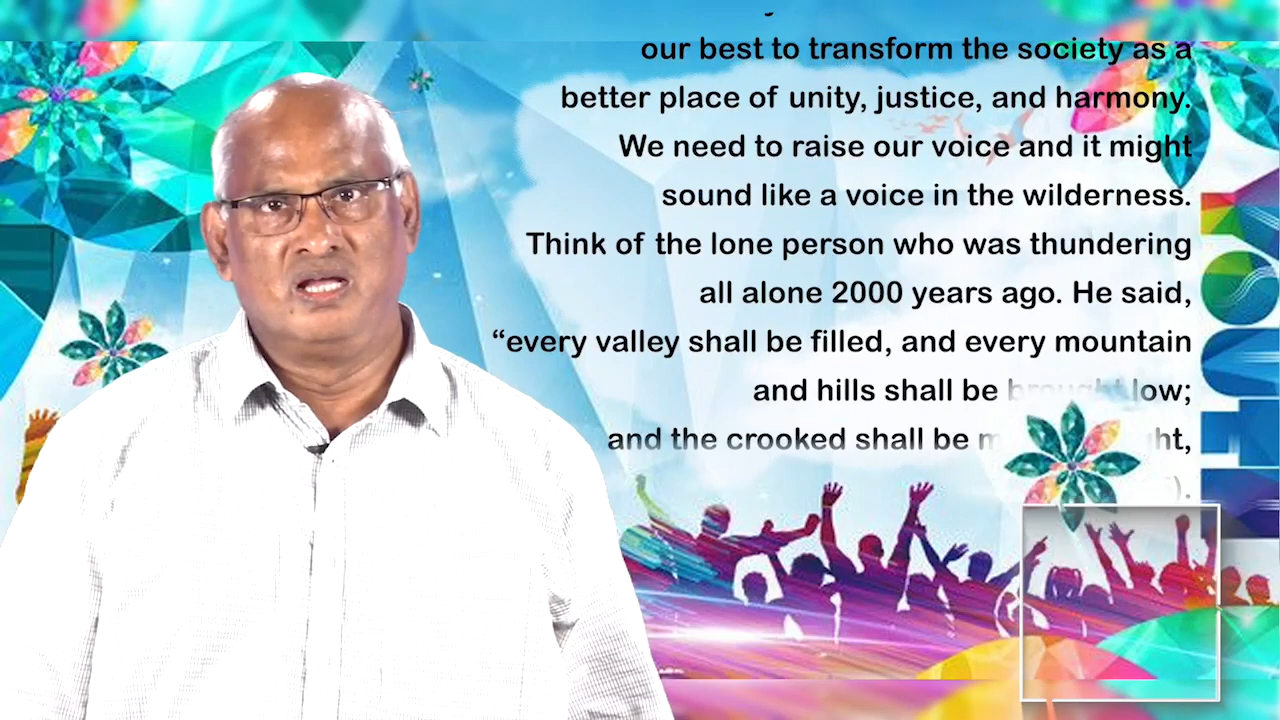 our best to transform the society as a
better place of unity, justice, and harmony.
We need to raise our voice and it might
sound like a voice in the wilderness.
Think of the lone person who was thundering
all alone 2000 years ago. He said,
“every valley shall be filled, and every mountain
and hills shall be brought low;
and the crooked shall be
).
YOUTH